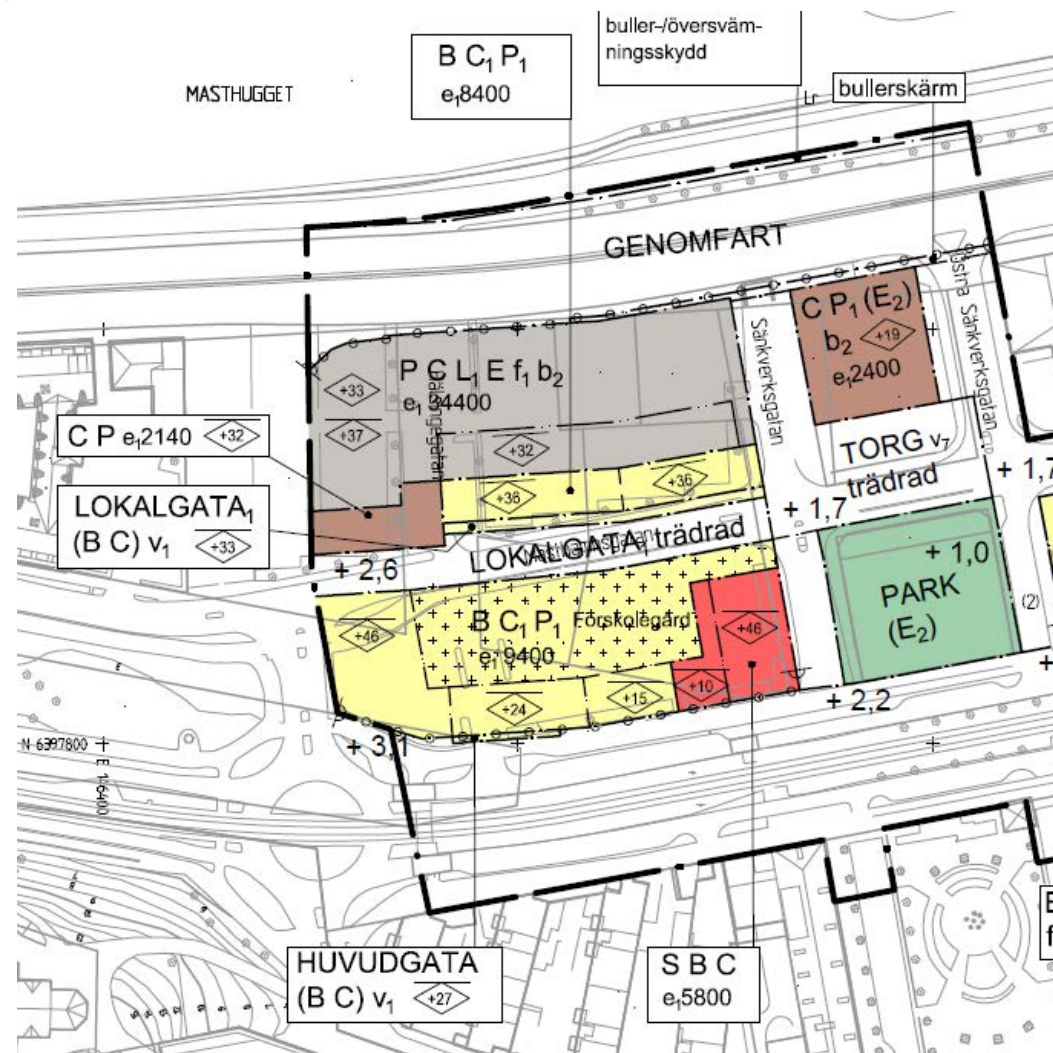 buller-/översväm-
ningsskydd
B C₁ P₁
e₁8400
MASTHUGGET
Lr
bullerskärm
GENOMFART
C P₁ (E₂)
b₂ +19
e₁2400
Östra Sänkverksgatan
Sänkverksgatan
P C L₁ E f₁ b₂
+33
+37
+32
C P e₁2140 +32
+36
+36
TORG v₇
trädrad
+ 1,7
+ 1,7
LOKALGATA₁
(B C) v₁ +33
LOKALGATA₁ trädrad
+ 2,6
+ 1,0
PARK
(E₂)
(2)
B C₁ P₁
Förskolegård
e₁9400
+46
+46
+10
+15
+24
+ 2,2
+ 3,1
N 6397800
E 146400
HUVUDGATA
(B C) v₁ +27
S B C
e₁5800